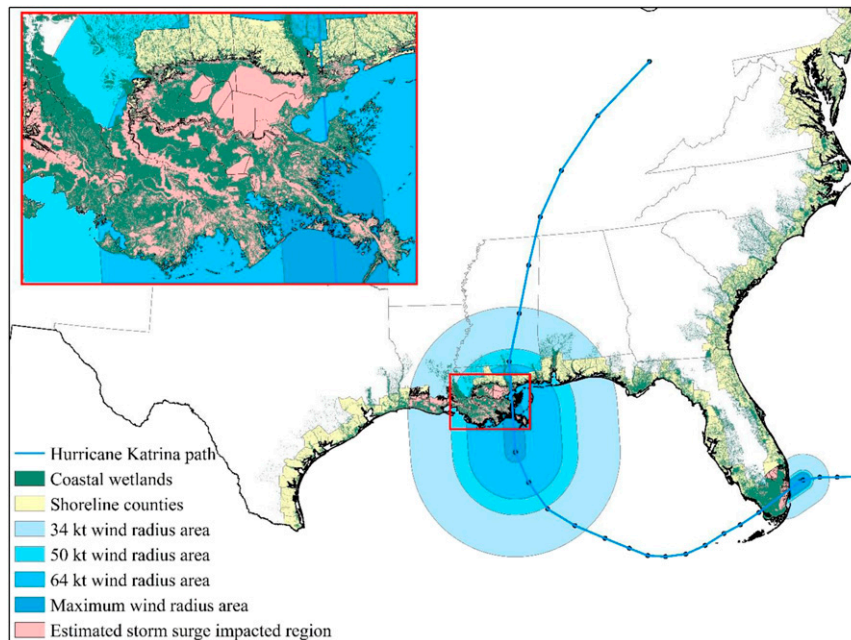 Hurricane Katrina path
Coastal wetlands
Shoreline counties
34 kt wind radius area
50 kt wind radius area
64 kt wind radius area
Maximum wind radius area
Estimated storm surge impacted region